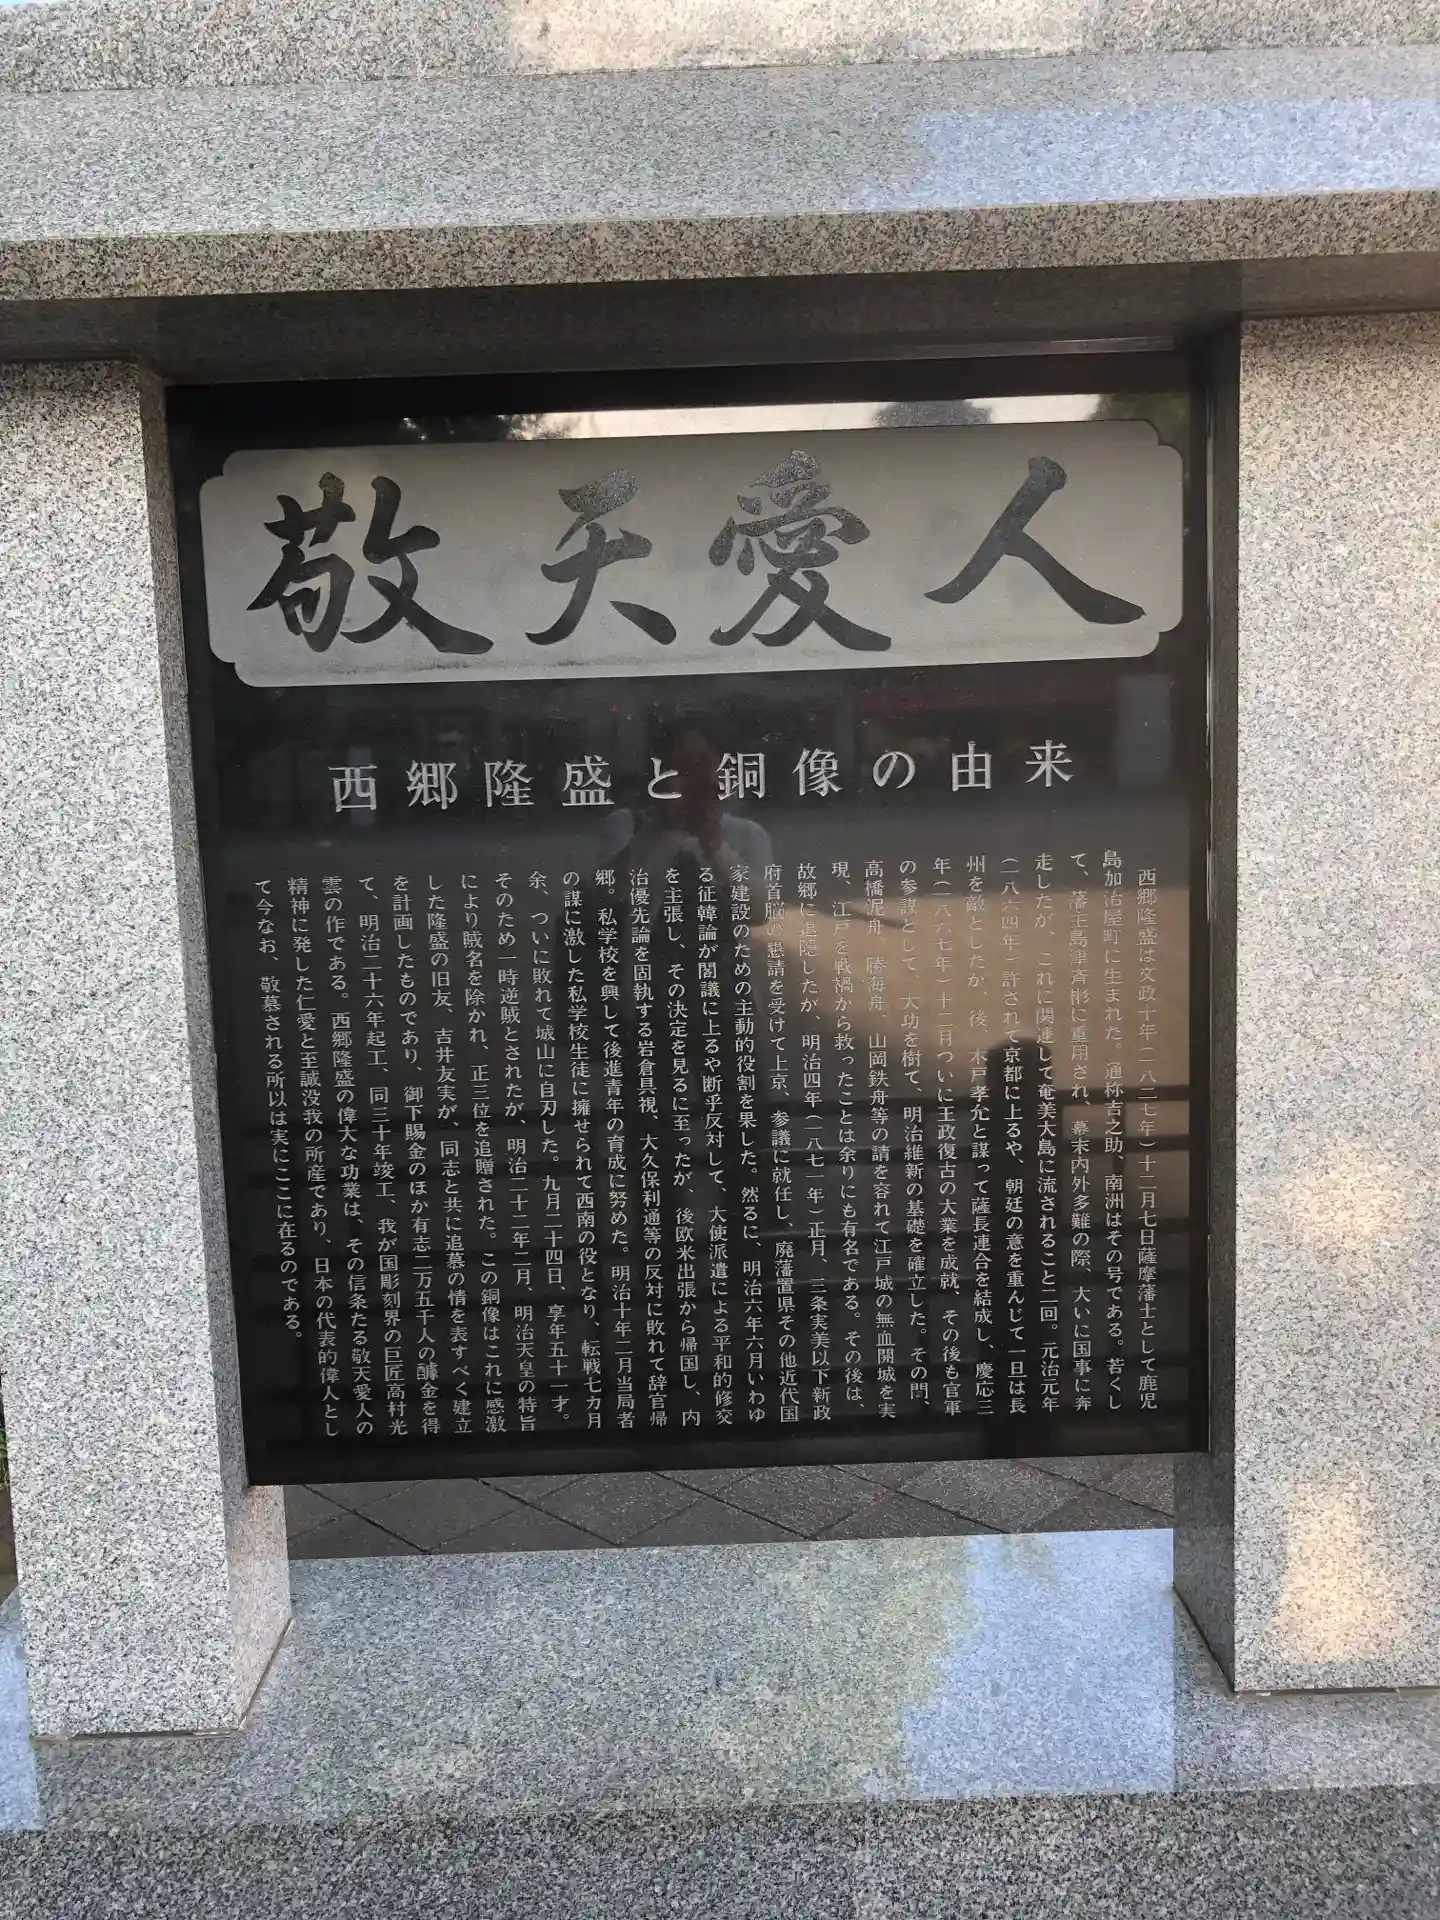 敬天愛人
西郷隆盛と銅像の由来
西郷隆盛は文政十年(一八二七年)十二月七日薩摩藩士として鹿児
島加治屋町に生まれた。通称吉之助、南洲はその号である。若くし
て、藩主島津斉彬に重用され、幕末内外多難の際、大いに国事に奔
走したが、これに関連して奄美大島に流されること二回。元治元年
(一八六四年)許されて京都に上るや、朝廷の意を重んじて一旦は長
州を敵としたが、後、木戸孝允と謀って薩長連合を結成し、慶応三
年(一八六七年)十二月ついに王政復古の大業を成就、その後も官軍
の参謀として、大功を樹て、明治維新の基礎を確立した。その間、
高橋泥舟、勝海舟、山岡鉄舟等の請を容れて江戸城の無血開城を実
現、江戸を戦禍から救ったことは余りにも有名である。その後は、
故郷に退隠したが、明治四年(一八七一年)正月、三条実美以下新政
府首脳の懇請を受けて上京、参議に就任し、廃藩置県その他近代国
家建設のための主動的役割を果した。然るに、明治六年六月いわゆ
る征韓論が閣議に上るや断乎反対して、大使派遣による平和的修交
を主張し、その決定を見るに至ったが、後欧米出張から帰国し、内
治優先論を固執する岩倉具視、大久保利通等の反対に敗れて辞官帰
郷。私学校を興して後進青年の育成に努めた。明治十年二月当局者
の謀に激した私学校生徒に擁せられて西南の役となり、転戦七カ月
余、ついに敗れて城山に自刃した。九月二十四日、享年五十一才。
そのため一時逆賊とされたが、明治二十二年二月、明治天皇の特旨
により賊名を除かれ、正三位を追贈された。この銅像はこれに感激
した隆盛の旧友、吉井友実が、同志と共に追慕の情を表すべく建立
を計画したものであり、御下賜金のほか有志二万五千人の醵金を得
て、明治二十六年起工、同三十年竣工、我が国彫刻界の巨匠高村光
雲の作である。西郷隆盛の偉大な功業は、その信条たる敬天愛人の
精神に発した仁愛と至誠没我の所産であり、日本の代表的偉人とし
て今なお、敬慕される所以は実にここに在るのである。